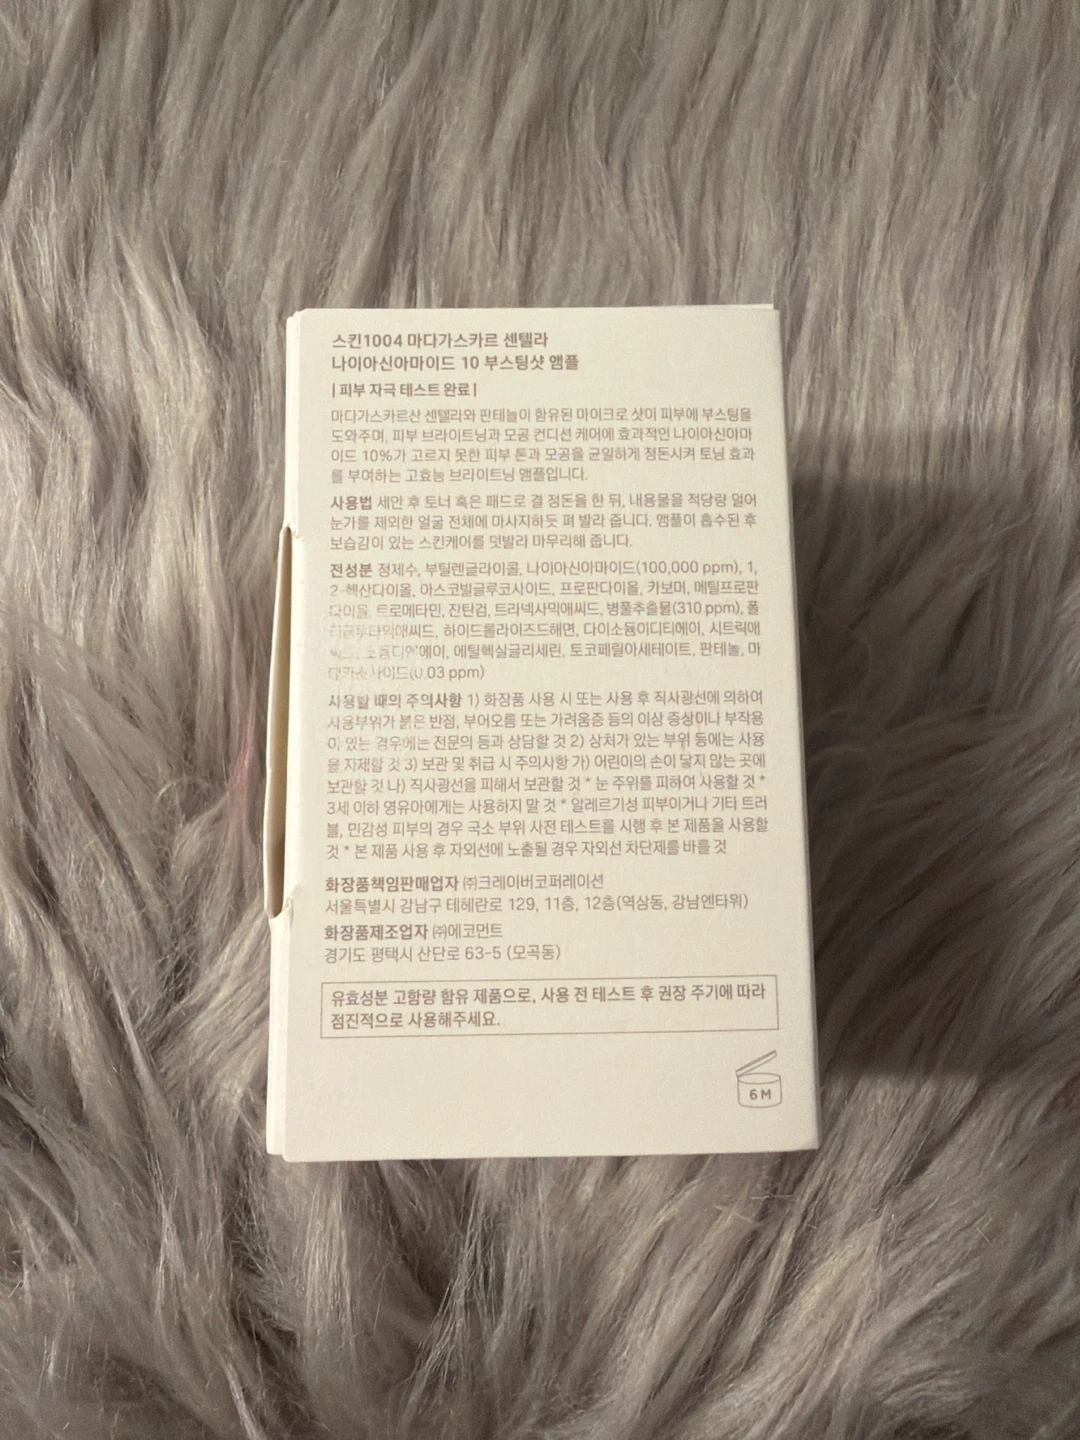 스킨1004 마다가스카르 센텔라
나이아신아마이드 10 부스팅샷 앰플
| 피부 자극 테스트 완료 |
마다가스카르산 센텔라와 판테놀이 함유된 마이크로 샷이 피부에 부스팅을
도와주며, 피부 브라이트닝과 모공 컨디션 케어에 효과적인 나이아신아마
이드 10%가 고르지 못한 피부 톤과 모공을 균일하게 정돈시켜 토닝 효과
를 부여하는 고효능 브라이트닝 앰플입니다.
사용법 세안 후 토너 혹은 패드로 결 정돈을 한 뒤, 내용물을 적당량 덜어
눈가를 제외한 얼굴 전체에 마사지하듯 펴 발라 줍니다. 앰플이 흡수된 후
보습감이 있는 스킨케어를 덧발라 마무리해 줍니다.
전성분 정제수, 부틸렌글라이콜, 나이아신아마이드(100,000 ppm), 1,
2-헥산다이올, 아스코빌글루코사이드, 프로판다이올, 카보머, 메틸프로판
다이올, 트로메타민, 잔탄검, 트라넥사믹애씨드, 병풀추출물(310 ppm), 폴
리글루타믹애씨드, 하이드롤라이즈드해면, 다이소듐이디티에이, 시트릭애
씨드, 소듐디엔에이, 에틸헥실글리세린, 토코페릴아세테이트, 판테놀, 마
데카소사이드(0.03 ppm)
사용할 때의 주의사항 1) 화장품 사용 시 또는 사용 후 직사광선에 의하여
사용부위가 붉은 반점, 부어오름 또는 가려움증 등의 이상 증상이나 부작용
이 있는 경우에는 전문의 등과 상담할 것 2) 상처가 있는 부위 등에는 사용
을 자제할 것 3) 보관 및 취급 시 주의사항 가) 어린이의 손이 닿지 않는 곳에
보관할 것 나) 직사광선을 피해서 보관할 것 * 눈 주위를 피하여 사용할 것 *
3세 이하 영유아에게는 사용하지 말 것 * 알레르기성 피부이거나 기타 트러
블, 민감성 피부의 경우 국소 부위 사전 테스트를 시행 후 본 제품을 사용할
것 * 본 제품 사용 후 자외선에 노출될 경우 자외선 차단제를 바를 것
화장품책임판매업자 ㈜크레이버코퍼레이션
서울특별시 강남구 테헤란로 129, 11층, 12층(역삼동, 강남엔타워)
화장품제조업자 ㈜에코먼트
경기도 평택시 산단로 63-5 (모곡동)
유효성분 고함량 함유 제품으로, 사용 전 테스트 후 권장 주기에 따라
점진적으로 사용해주세요.
6M